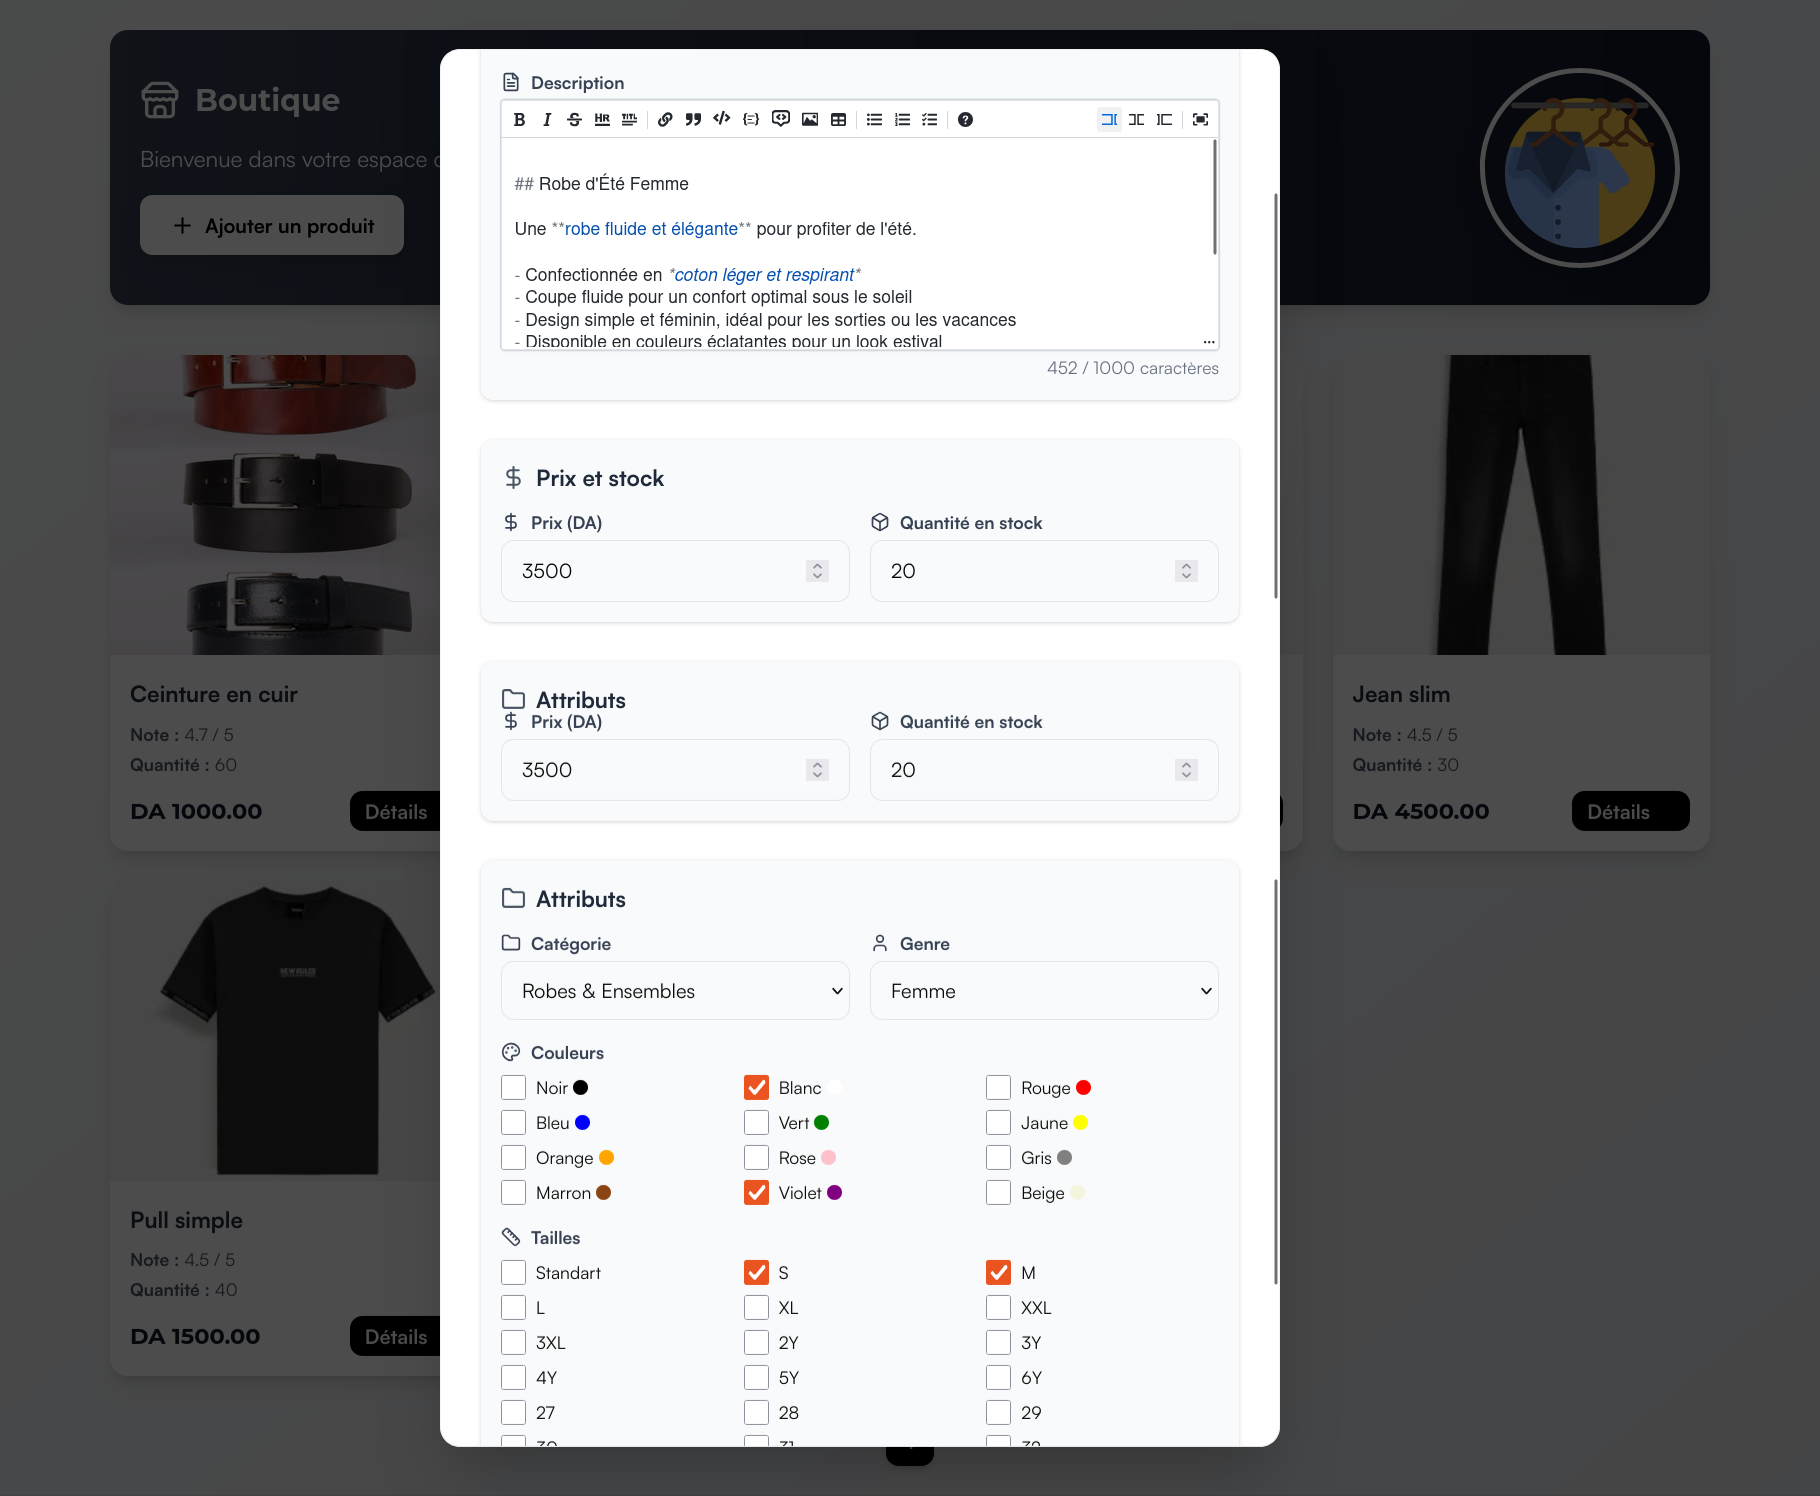 Boutique
Bienvenue dans votre espace
Ajouter un produit
Description
B I S HR TITL
## Robe d'Été Femme
Une **robe fluide et élégante** pour profiter de l'été.
- Confectionnée en *coton léger et respirant*
- Coupe fluide pour un confort optimal sous le soleil
- Design simple et féminin, idéal pour les sorties ou les vacances
- Disponible en couleurs éclatantes pour un look estival
452 / 1000 caractères
Prix et stock
Prix (DA) Quantité en stock
3500 20
Attributs
Prix (DA) Quantité en stock
3500 20
Attributs
Catégorie Genre
Robes & Ensembles Femme
Couleurs
Noir Blanc Rouge
Bleu Vert Jaune
Orange Rose Gris
Marron Violet Beige
Tailles
Standart S M
L XL XXL
3XL 2Y 3Y
4Y 5Y 6Y
27 28 29
30 31 32
Ceinture en cuir
Note : 4.7 / 5
Quantité : 60
DA 1000.00 Détails
Jean slim
Note : 4.5 / 5
Quantité : 30
DA 4500.00 Détails
NEW RULES
Pull simple
Note : 4.5 / 5
Quantité : 40
DA 1500.00 Détails